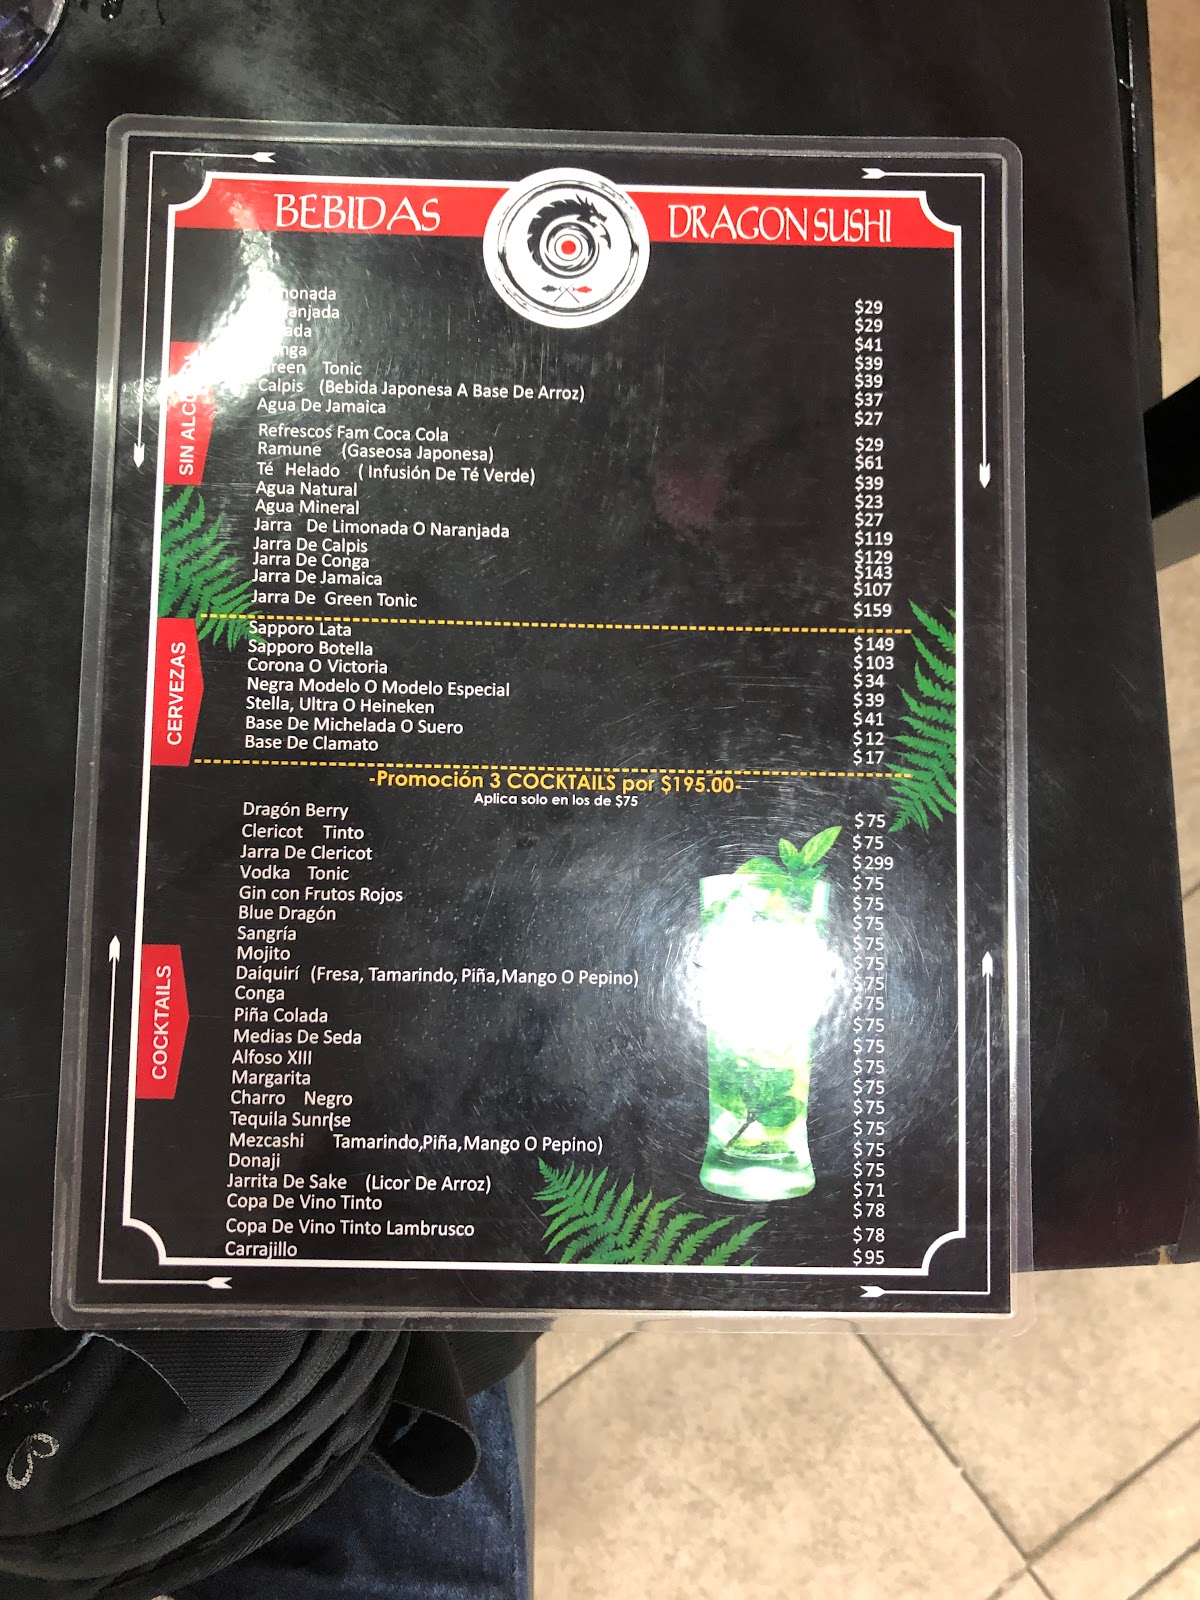 BEBIDAS
DRAGON SUSHI
SIN
Limonada $29
Naranjada $29
$41
Conga $39
Green Tonic $39
Calpis (Bebida Japonesa A Base De Arroz) $37
Agua De Jamaica $27
Refrescos Fam Coca Cola $29
Ramune (Gaseosa Japonesa) $61
Té Helado ( Infusión De Té Verde) $39
Agua Natural $23
Agua Mineral $27
Jarra De Limonada O Naranjada $119
Jarra De Calpis $129
Jarra De Conga $143
Jarra De Jamaica $107
Jarra De Green Tonic $159
CERVEZAS
Sapporo Lata $149
Sapporo Botella $103
Corona O Victoria $34
Negra Modelo O Modelo Especial $39
Stella, Ultra O Heineken $41
Base De Michelada O Suero $12
Base De Clamato $17
-Promoción 3 COCKTAILS por $195.00-
Aplica solo en los de $75
COCKTAILS
Dragón Berry $75
Clericot Tinto $75
Jarra De Clericot $299
Vodka Tonic $75
Gin con Frutos Rojos $75
Blue Dragón $75
Sangría $75
Mojito $75
Daiquirí (Fresa, Tamarindo, Piña,Mango O Pepino) $75
Conga $75
Piña Colada $75
Medias De Seda $75
Alfoso XIII $75
Margarita $75
Charro Negro $75
Tequila Sunr(se $75
Mezcashi Tamarindo,Piña,Mango O Pepino) $75
Donaji $75
Jarrita De Sake (Licor De Arroz) $71
Copa De Vino Tinto $78
Copa De Vino Tinto Lambrusco $78
Carrajillo $95